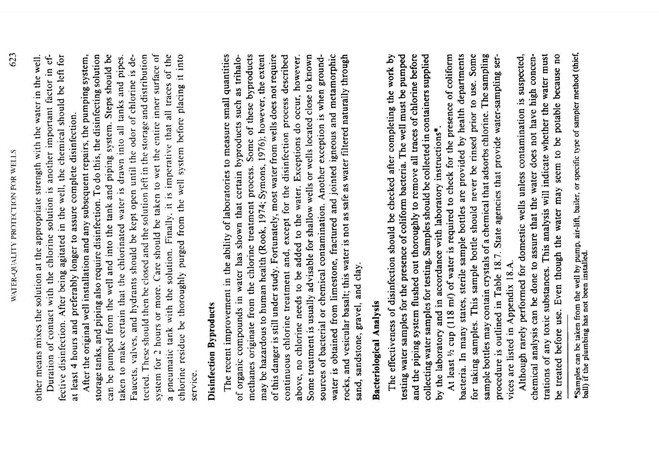 WATER-QUALITY PROTECTION FOR WELLS 623
other means mixes the solution at the appropriate strength with the water in the well.
Duration of contact with the chlorine solution is another important factor in ef-
fective disinfection. After being agitated in the well, the chemical should be left for
at least 4 hours and preferably longer to assure complete disinfection.
After the original well installation and any subsequent repairs, the pumping system,
storage tanks, and piping also require disinfection. To do this, the disinfecting solution
can be pumped from the well and into the tank and piping system. Steps should be
taken to make certain that the chlorinated water is drawn into all tanks and pipes.
Faucets, valves, and hydrants should be kept open until the odor of chlorine is de-
tected. These should then be closed and the solution left in the storage and distribution
system for 2 hours or more. Care should be taken to wet the entire inner surface of
a pneumatic tank with the solution. Finally, it is imperative that all traces of the
chlorine residue be thoroughly purged from the well system before placing it into
service.
Disinfection Byproducts
The recent improvement in the ability of laboratories to measure small quantities
of organic compounds in water has shown that certain byproducts such as trihalo-
methanes originate from the chlorine treatment process. Some of these byproducts
may be hazardous to human health (Rook, 1974; Symons, 1976); however, the extent
of this danger is still under study. Fortunately, most water from wells does not require
continuous chlorine treatment and, except for the disinfection process described
above, no chlorine needs to be added to the water. Exceptions do occur, however.
Some treatment is usually advisable for shallow wells or wells located close to known
sources of bacterial or chemical contamination. Another exception is when ground-
water is obtained from limestone, fractured and jointed igneous and metamorphic
rocks, and vesicular basalt; this water is not as safe as water filtered naturally through
sand, sandstone, gravel, and clay.
Bacteriological Analysis
The effectiveness of disinfection should be checked after completing the work by
testing water samples for the presence of coliform bacteria. The well must be pumped
and the piping system flushed out thoroughly to remove all traces of chlorine before
collecting water samples for testing. Samples should be collected in containers supplied
by the laboratory and in accordance with laboratory instructions*.
At least ½ cup (118 ml) of water is required to check for the presence of coliform
bacteria. In many states, sterile sample bottles are provided by health departments
for taking samples. This sample bottle should never be rinsed prior to use. Some
sample bottles may contain crystals of a chemical that adsorbs chlorine. The sampling
procedure is outlined in Table 18.7. State agencies that provide water-sampling ser-
vices are listed in Appendix 18.A.
Although rarely performed for domestic wells unless contamination is suspected,
chemical analysis can be done to assure that the water does not have high concen-
trations of any toxic substances. This analysis will indicate whether the water must
be treated before use. Even though the water may seem to be potable because no
*Samples can be taken from the well by pump, air-lift, bailer, or specific type of sampler method (thief,
bail) if the plumbing has not been installed.